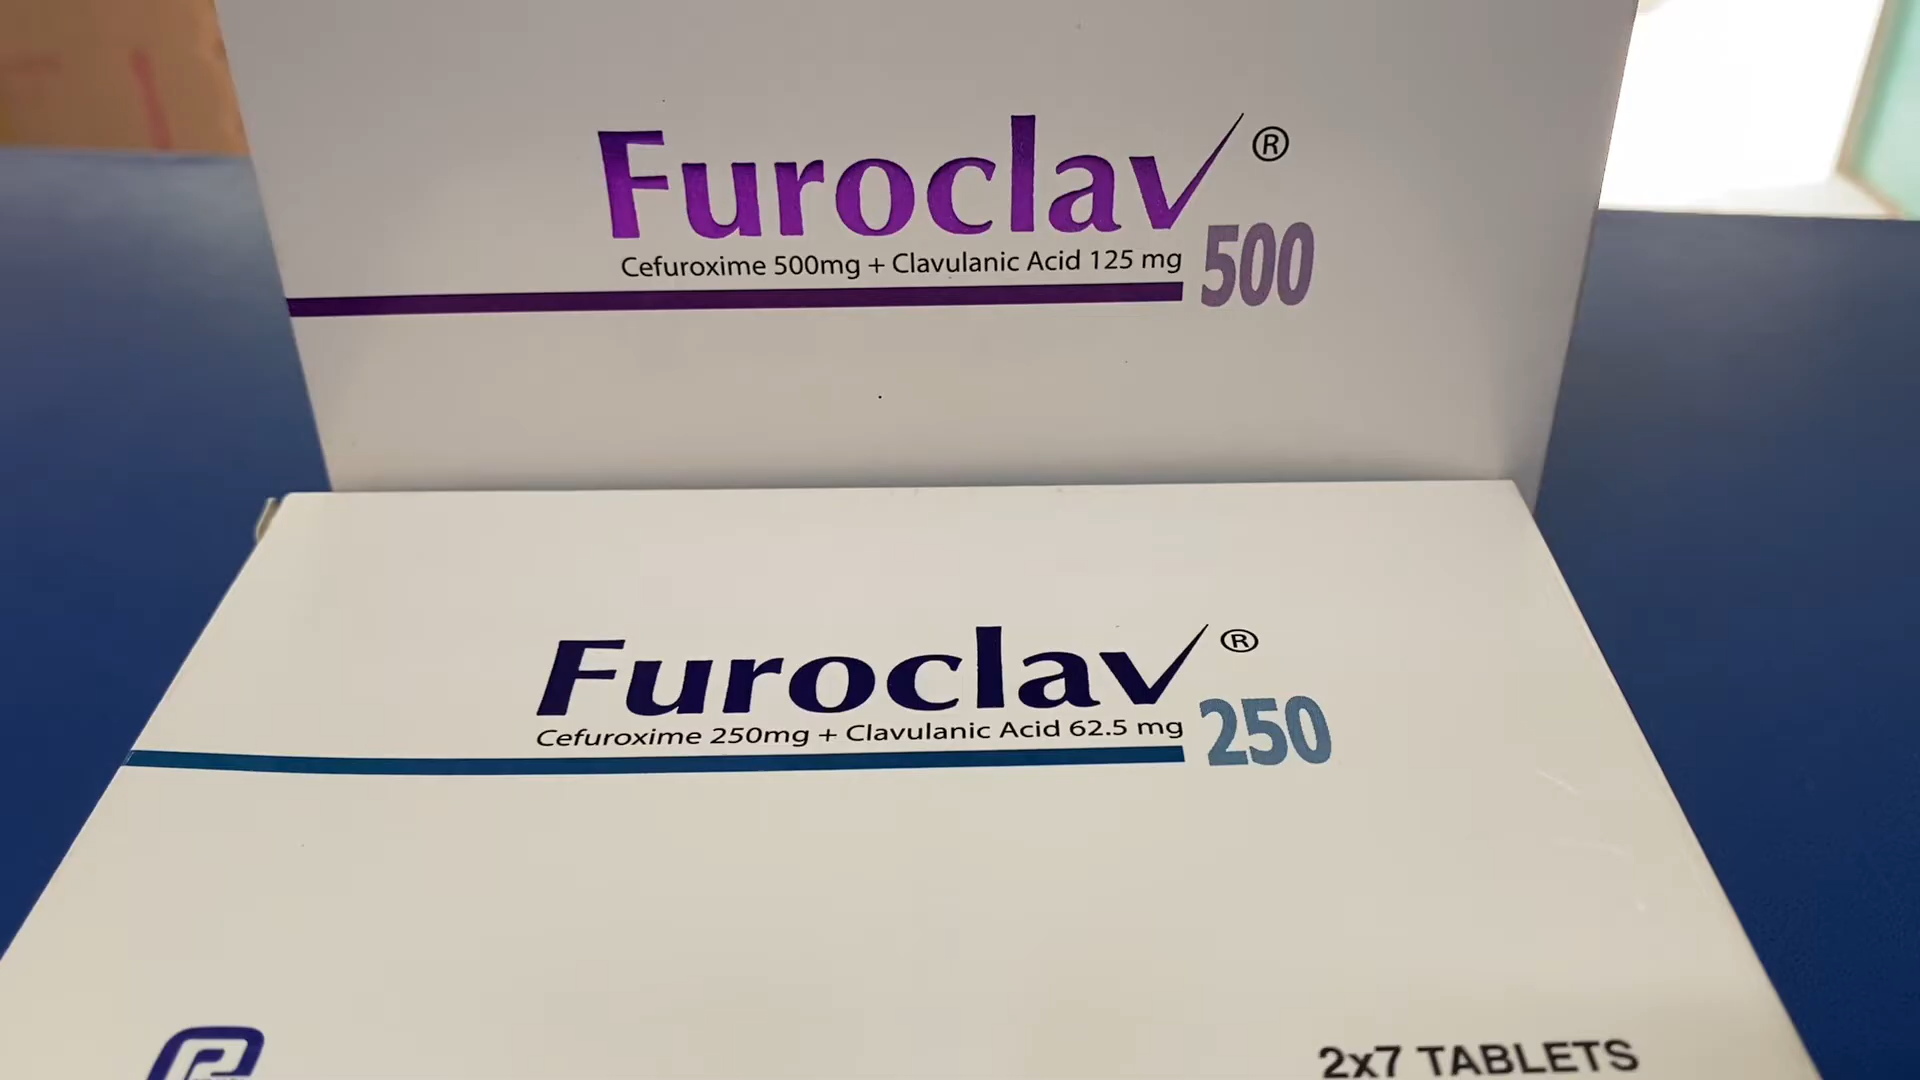 Furoclav®
Cefuroxime 500mg + Clavulanic Acid 125 mg
500
Furoclav®
Cefuroxime 250mg + Clavulanic Acid 62.5 mg
250
2x7 TABLETS